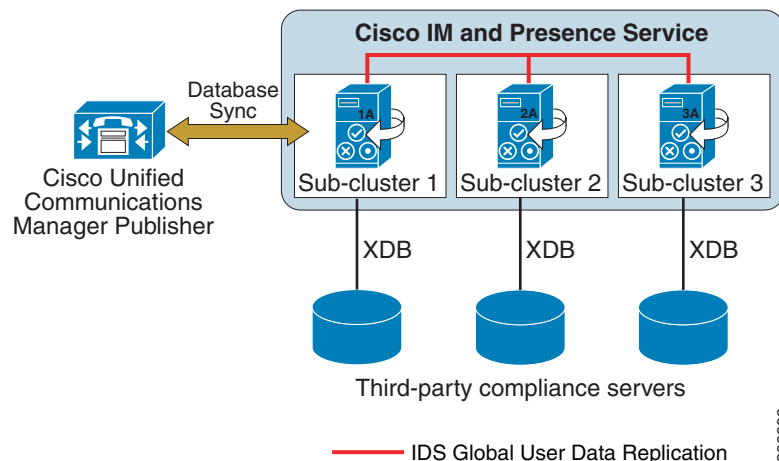 Cisco IM and Presence Service
Database
Sync
1A
2A
3A
Sub-cluster 1
Sub-cluster 2
Sub-cluster 3
Cisco Unified
Communications
Manager Publisher
XDB
XDB
XDB
Third-party compliance servers
IDS Global User Data Replication